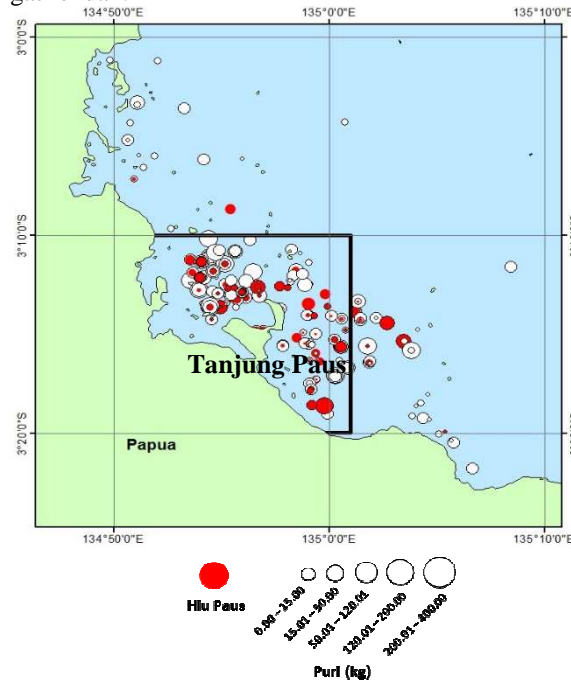 134°50'0"E 135°0'0"E 135°10'0"E
3°0'0"S
3°10'0"S
Tanjung Paus
3°20'0"S
Papua
134°50'0"E 135°0'0"E 135°10'0"E
Hiu Paus
0.00 – 15.00
15.01 – 50.00
50.01 – 120.01
120.01 – 200.00
200.01 – 400.00
Puri (kg)